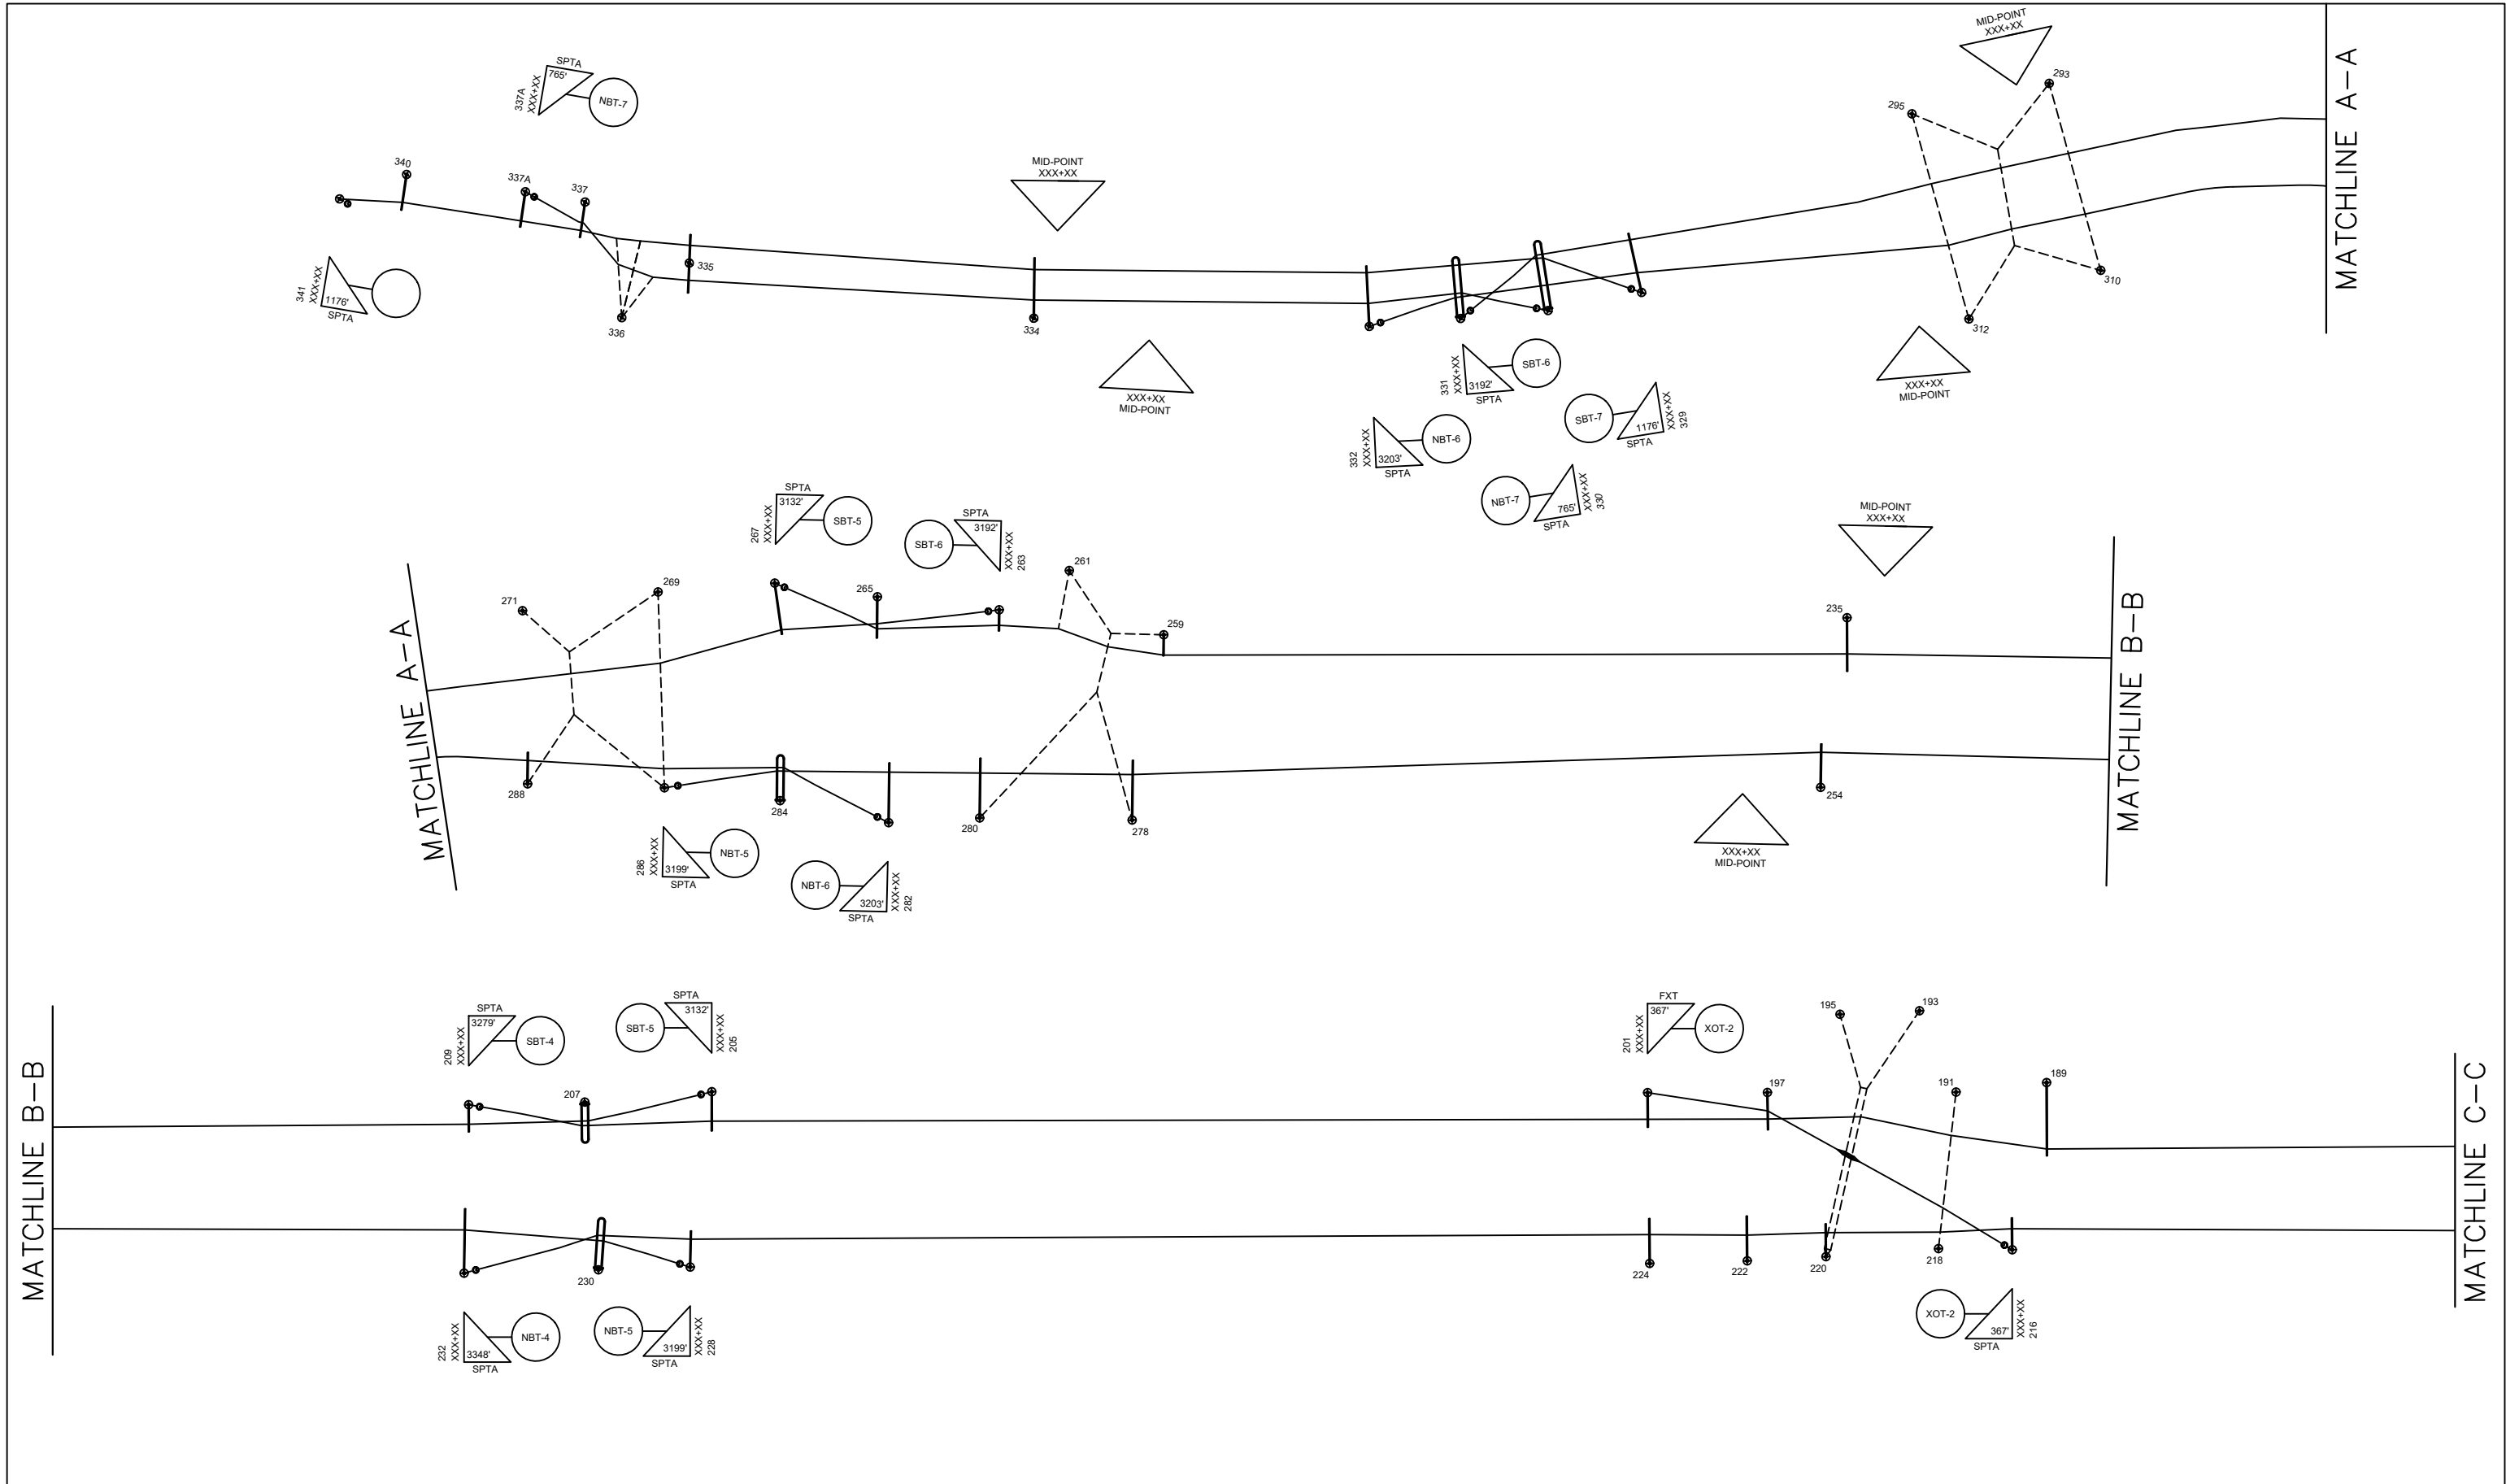 MID-POINT
XXX+XX
293
295
310
312
MATCHLINE A-A
SPTA
765'
337A
XXX+XX
NBT-7
340
337A
337
335
336
341
XXX+XX
1176'
SPTA
MID-POINT
XXX+XX
334
XXX+XX
MID-POINT
331
XXX+XX
3192'
SPTA
SBT-6
332
XXX+XX
3203'
SPTA
NBT-6
SBT-7
1176'
SPTA
XXX+XX
329
NBT-7
765'
SPTA
XXX+XX
330
XXX+XX
MID-POINT
MATCHLINE A-A
271
269
SPTA
3132'
267
XXX+XX
SBT-5
265
SBT-6
SPTA
3192'
XXX+XX
263
261
259
MID-POINT
XXX+XX
235
MATCHLINE B-B
288
284
280
278
254
286
XXX+XX
3199'
SPTA
NBT-5
NBT-6
3203'
SPTA
XXX+XX
282
XXX+XX
MID-POINT
MATCHLINE B-B
SPTA
3279'
209
XXX+XX
SBT-4
207
SBT-5
SPTA
3132'
XXX+XX
205
FXT
367'
201
XXX+XX
XOT-2
197
195
193
191
189
MATCHLINE C-C
230
224
222
220
218
232
XXX+XX
3348'
SPTA
NBT-4
NBT-5
3199'
SPTA
XXX+XX
228
XOT-2
367'
SPTA
XXX+XX
216